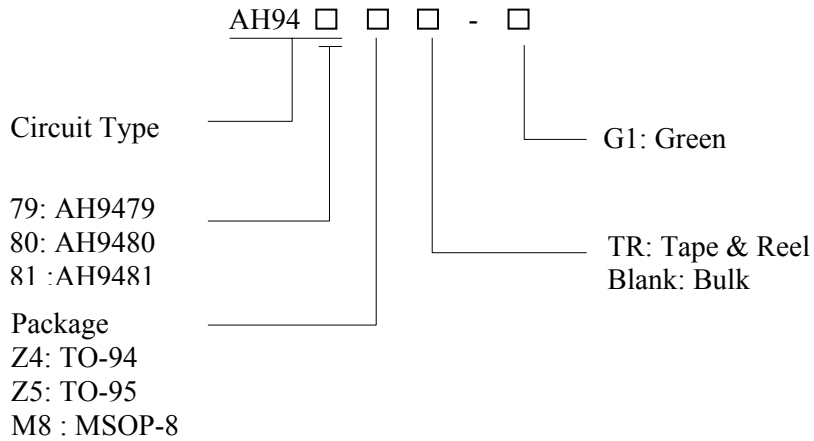 AH94 □ □ □ - □
Circuit Type
G1: Green
79: AH9479
80: AH9480
81 :AH9481
TR: Tape & Reel
Blank: Bulk
Package
Z4: TO-94
Z5: TO-95
M8 : MSOP-8